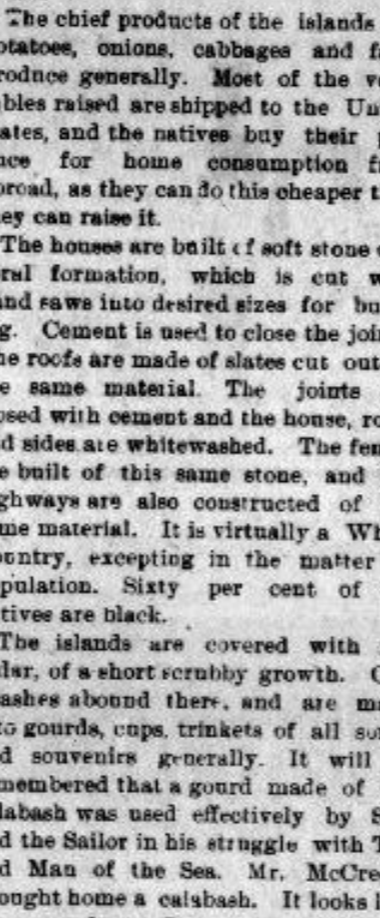 The chief products of the islands
otatoes, onions, cabbages and fa
roduce generally. Most of the ve
bles raised are shipped to the Un
ates, and the natives buy their p
uce for home consumption fr
broad, as they can do this cheaper t
ey can raise it.
The houses are built of soft stone o
ral formation, which is cut w
and saws into desired sizes for bu
g. Cement is used to close the join
he roofs are made of slates cut out
e same material. The joints
osed with cement and the house, ro
d sides are whitewashed. The fen
e built of this same stone, and
ghways are also constructed of
me material. It is virtually a Wh
ountry, excepting in the matter
pulation. Sixty per cent of
tives are black.
The islands are covered with
dar, of a short scrubby growth. C
ashes abound there, and are ma
to gourds, cups, trinkets of all sor
d souvenirs generally. It will
membered that a gourd made of
labash was used effectively by S
d the Sailor in his struggle with T
d Man of the Sea. Mr. McCre
ought home a calabash. It looks l